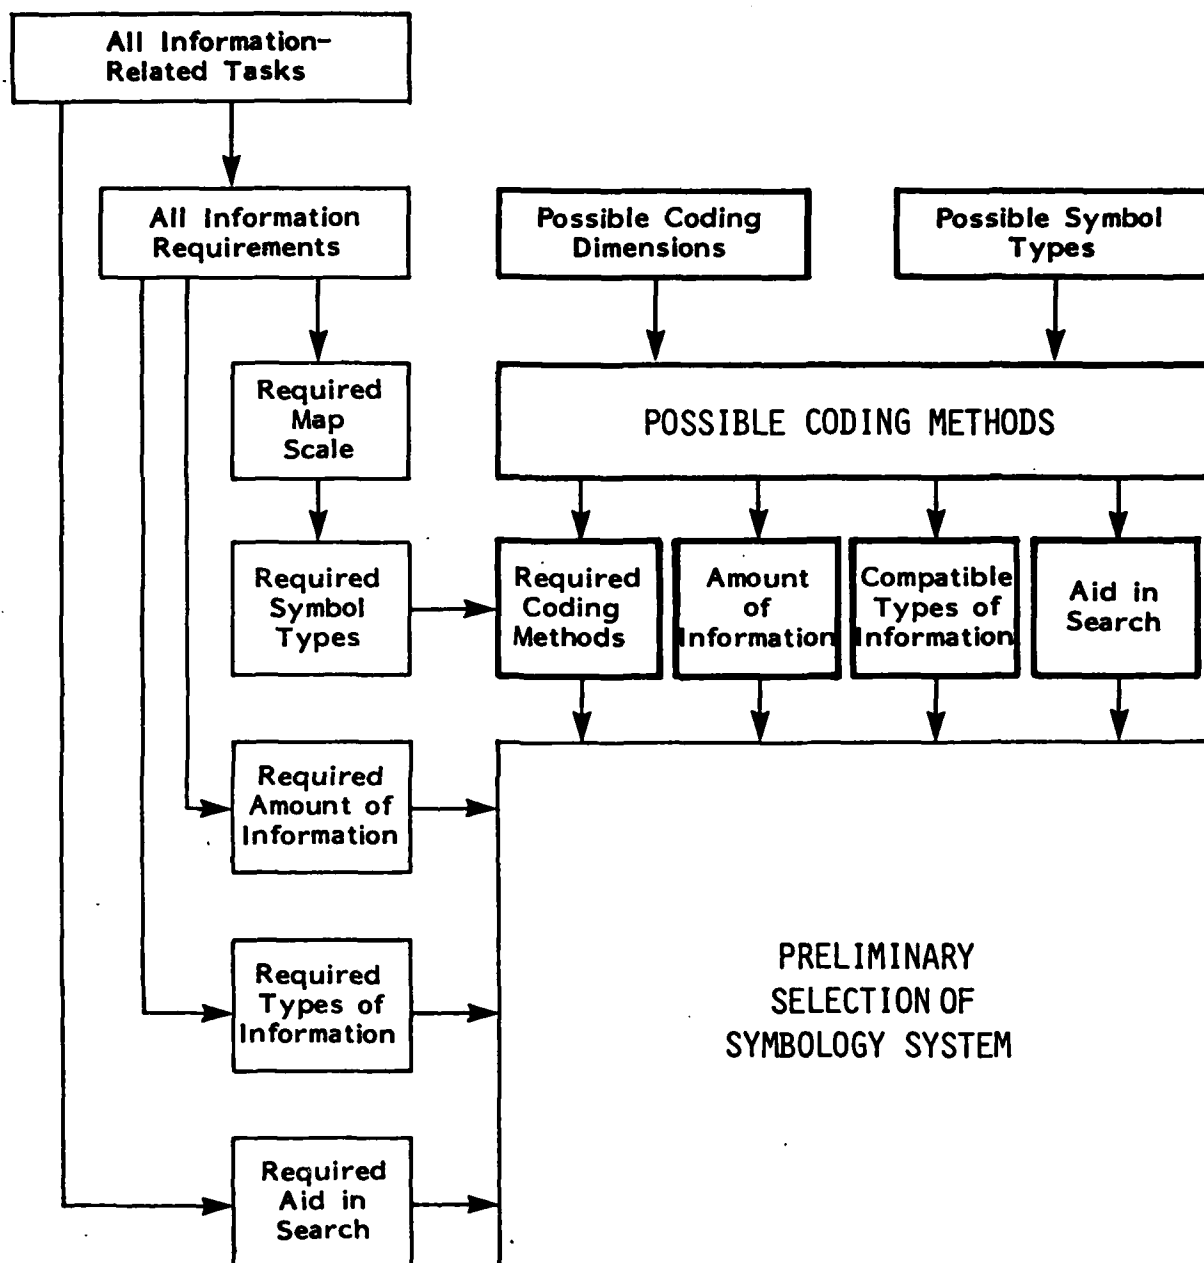 All Information-
Related Tasks
All Information
Requirements
Possible Coding
Dimensions
Possible Symbol
Types
Required
Map
Scale
POSSIBLE CODING METHODS
Required
Symbol
Types
Required
Coding
Methods
Amount
of
Information
Compatible
Types of
Information
Aid in
Search
Required
Amount of
Information
Required
Types of
Information
PRELIMINARY
SELECTION OF
SYMBOLOGY SYSTEM
Required
Aid in
Search